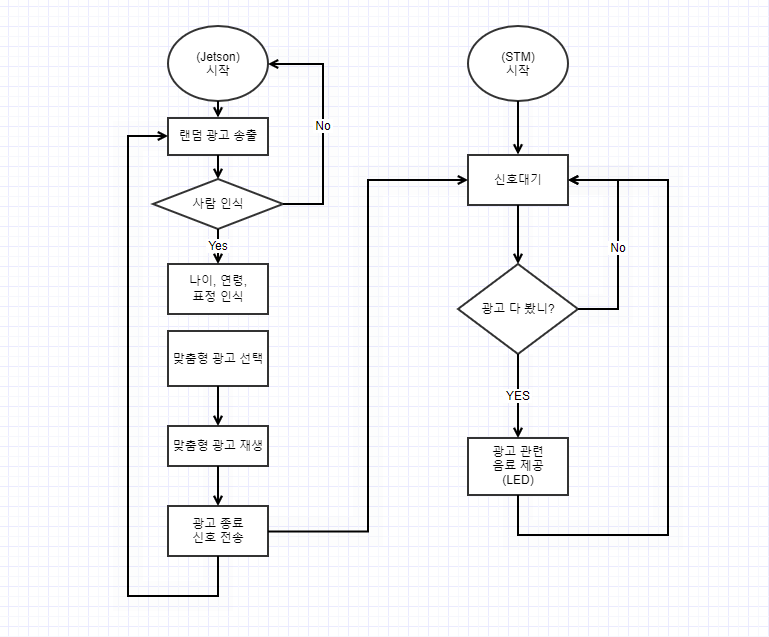 (Jetson)
시작
랜덤 광고 송출
사람 인식
No
Yes
나이, 연령,
표정 인식
맞춤형 광고 선택
맞춤형 광고 재생
광고 종료
신호 전송
(STM)
시작
신호대기
No
광고 다 봤니?
YES
광고 관련
음료 제공
(LED)